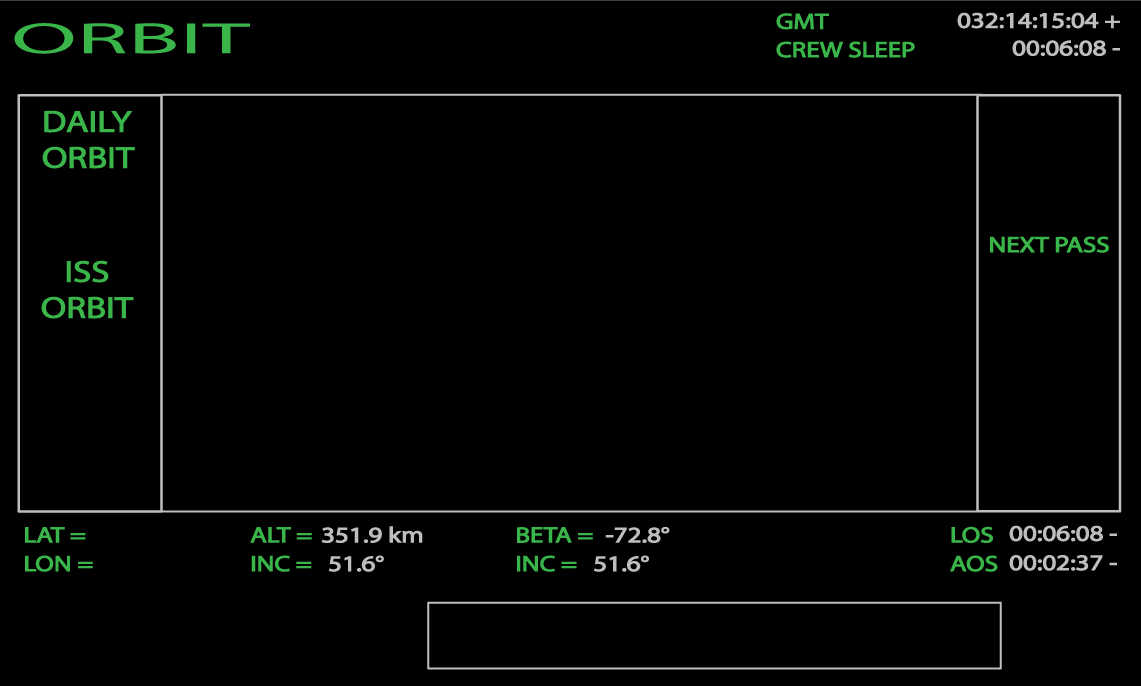 ORBIT
GMT 032:14:15:04 +
CREW SLEEP 00:06:08 -
DAILY
ORBIT
ISS
ORBIT
NEXT PASS
LAT = ALT = 351.9 km BETA = -72.8° LOS 00:06:08 -
LON = INC = 51.6° INC = 51.6° AOS 00:02:37 -